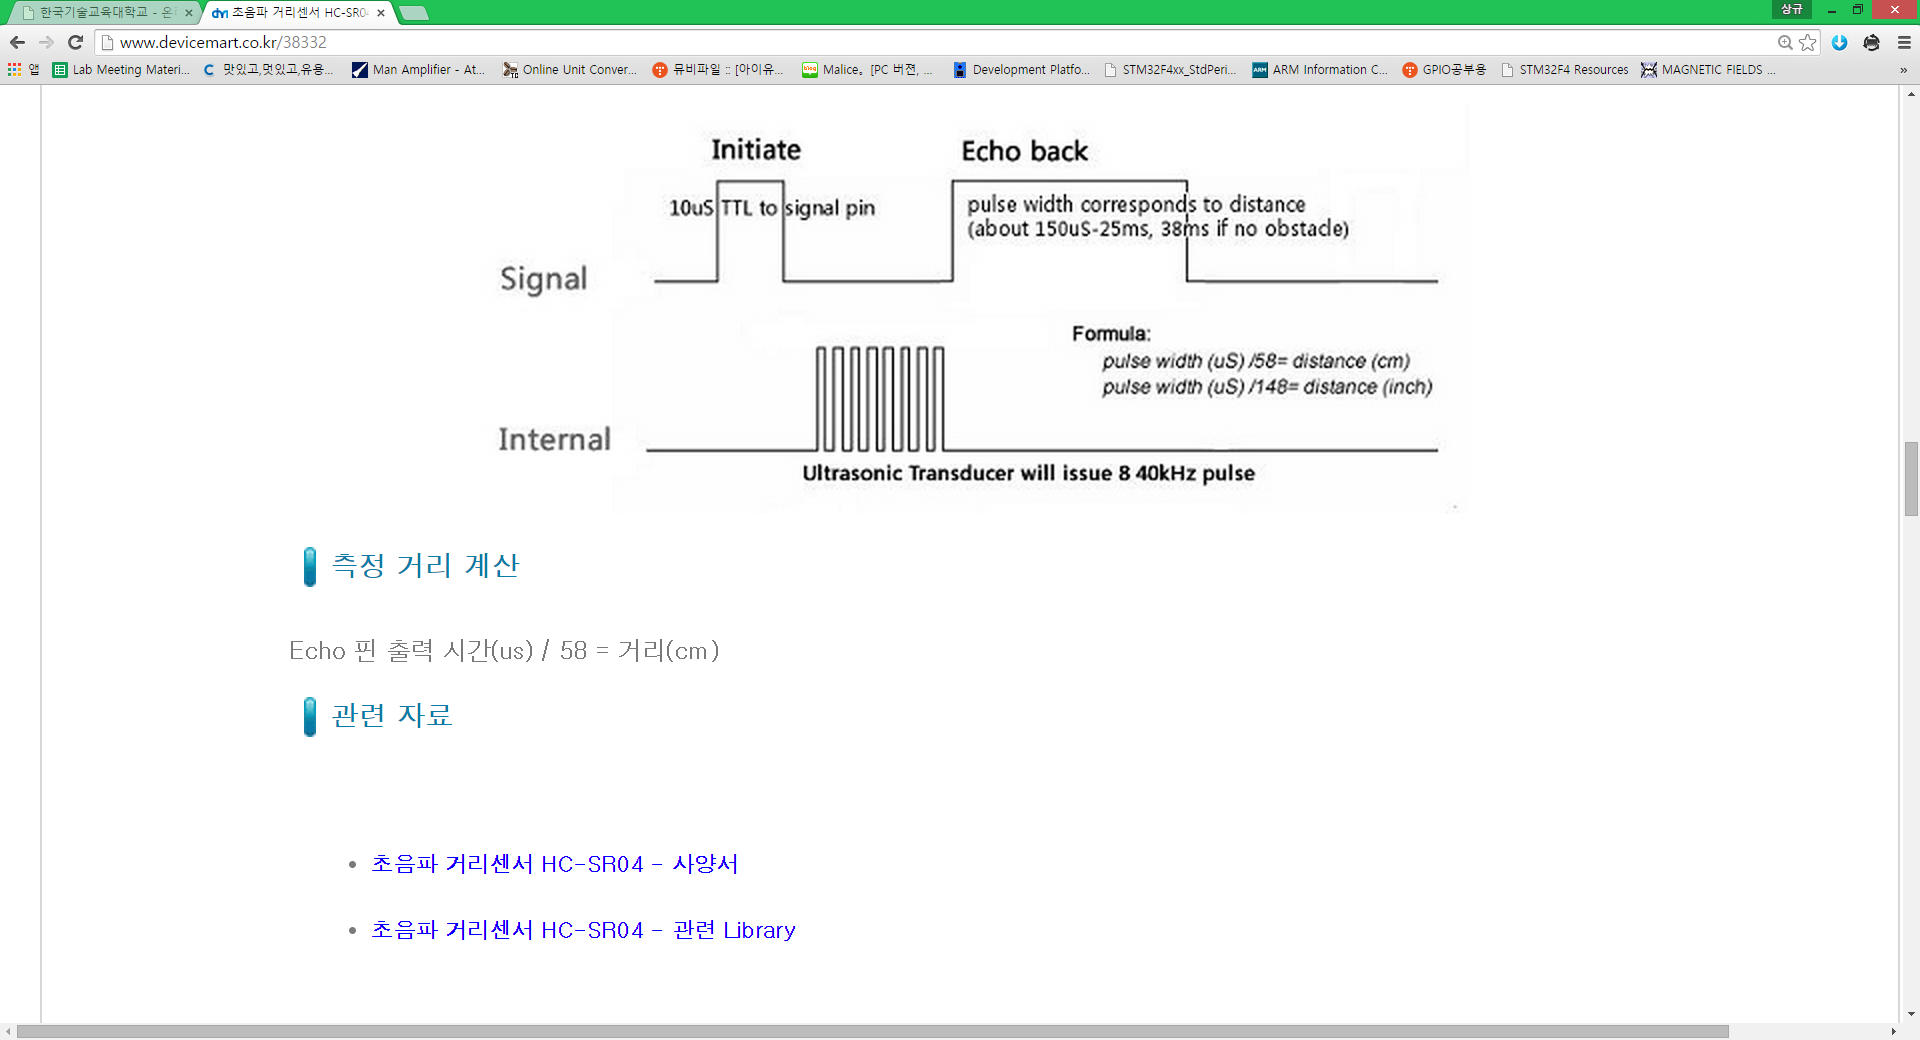 한국기술교육대학교 - 온
초음파 거리센서 HC-SR0
상규
www.devicemart.co.kr/38332
앱
Lab Meeting Materi...
맛있고,멋있고,유용...
Man Amplifier - At...
Online Unit Conver...
뮤비파일 :: [아이유...
Malice。[PC 버젼, ...
Development Platfo...
STM32F4xx_StdPeri...
ARM Information C...
GPIO공부용
STM32F4 Resources
MAGNETIC FIELDS ...
»
Initiate
Echo back
10uS TTL to signal pin
pulse width corresponds to distance
(about 150uS-25ms, 38ms if no obstacle)
Signal
Formula:
pulse width (uS) /58= distance (cm)
pulse width (uS) /148= distance (inch)
Internal
Ultrasonic Transducer will issue 8 40kHz pulse
측정 거리 계산
Echo 핀 출력 시간(us) / 58 = 거리(cm)
관련 자료
• 초음파 거리센서 HC-SR04 - 사양서
• 초음파 거리센서 HC-SR04 - 관련 Library